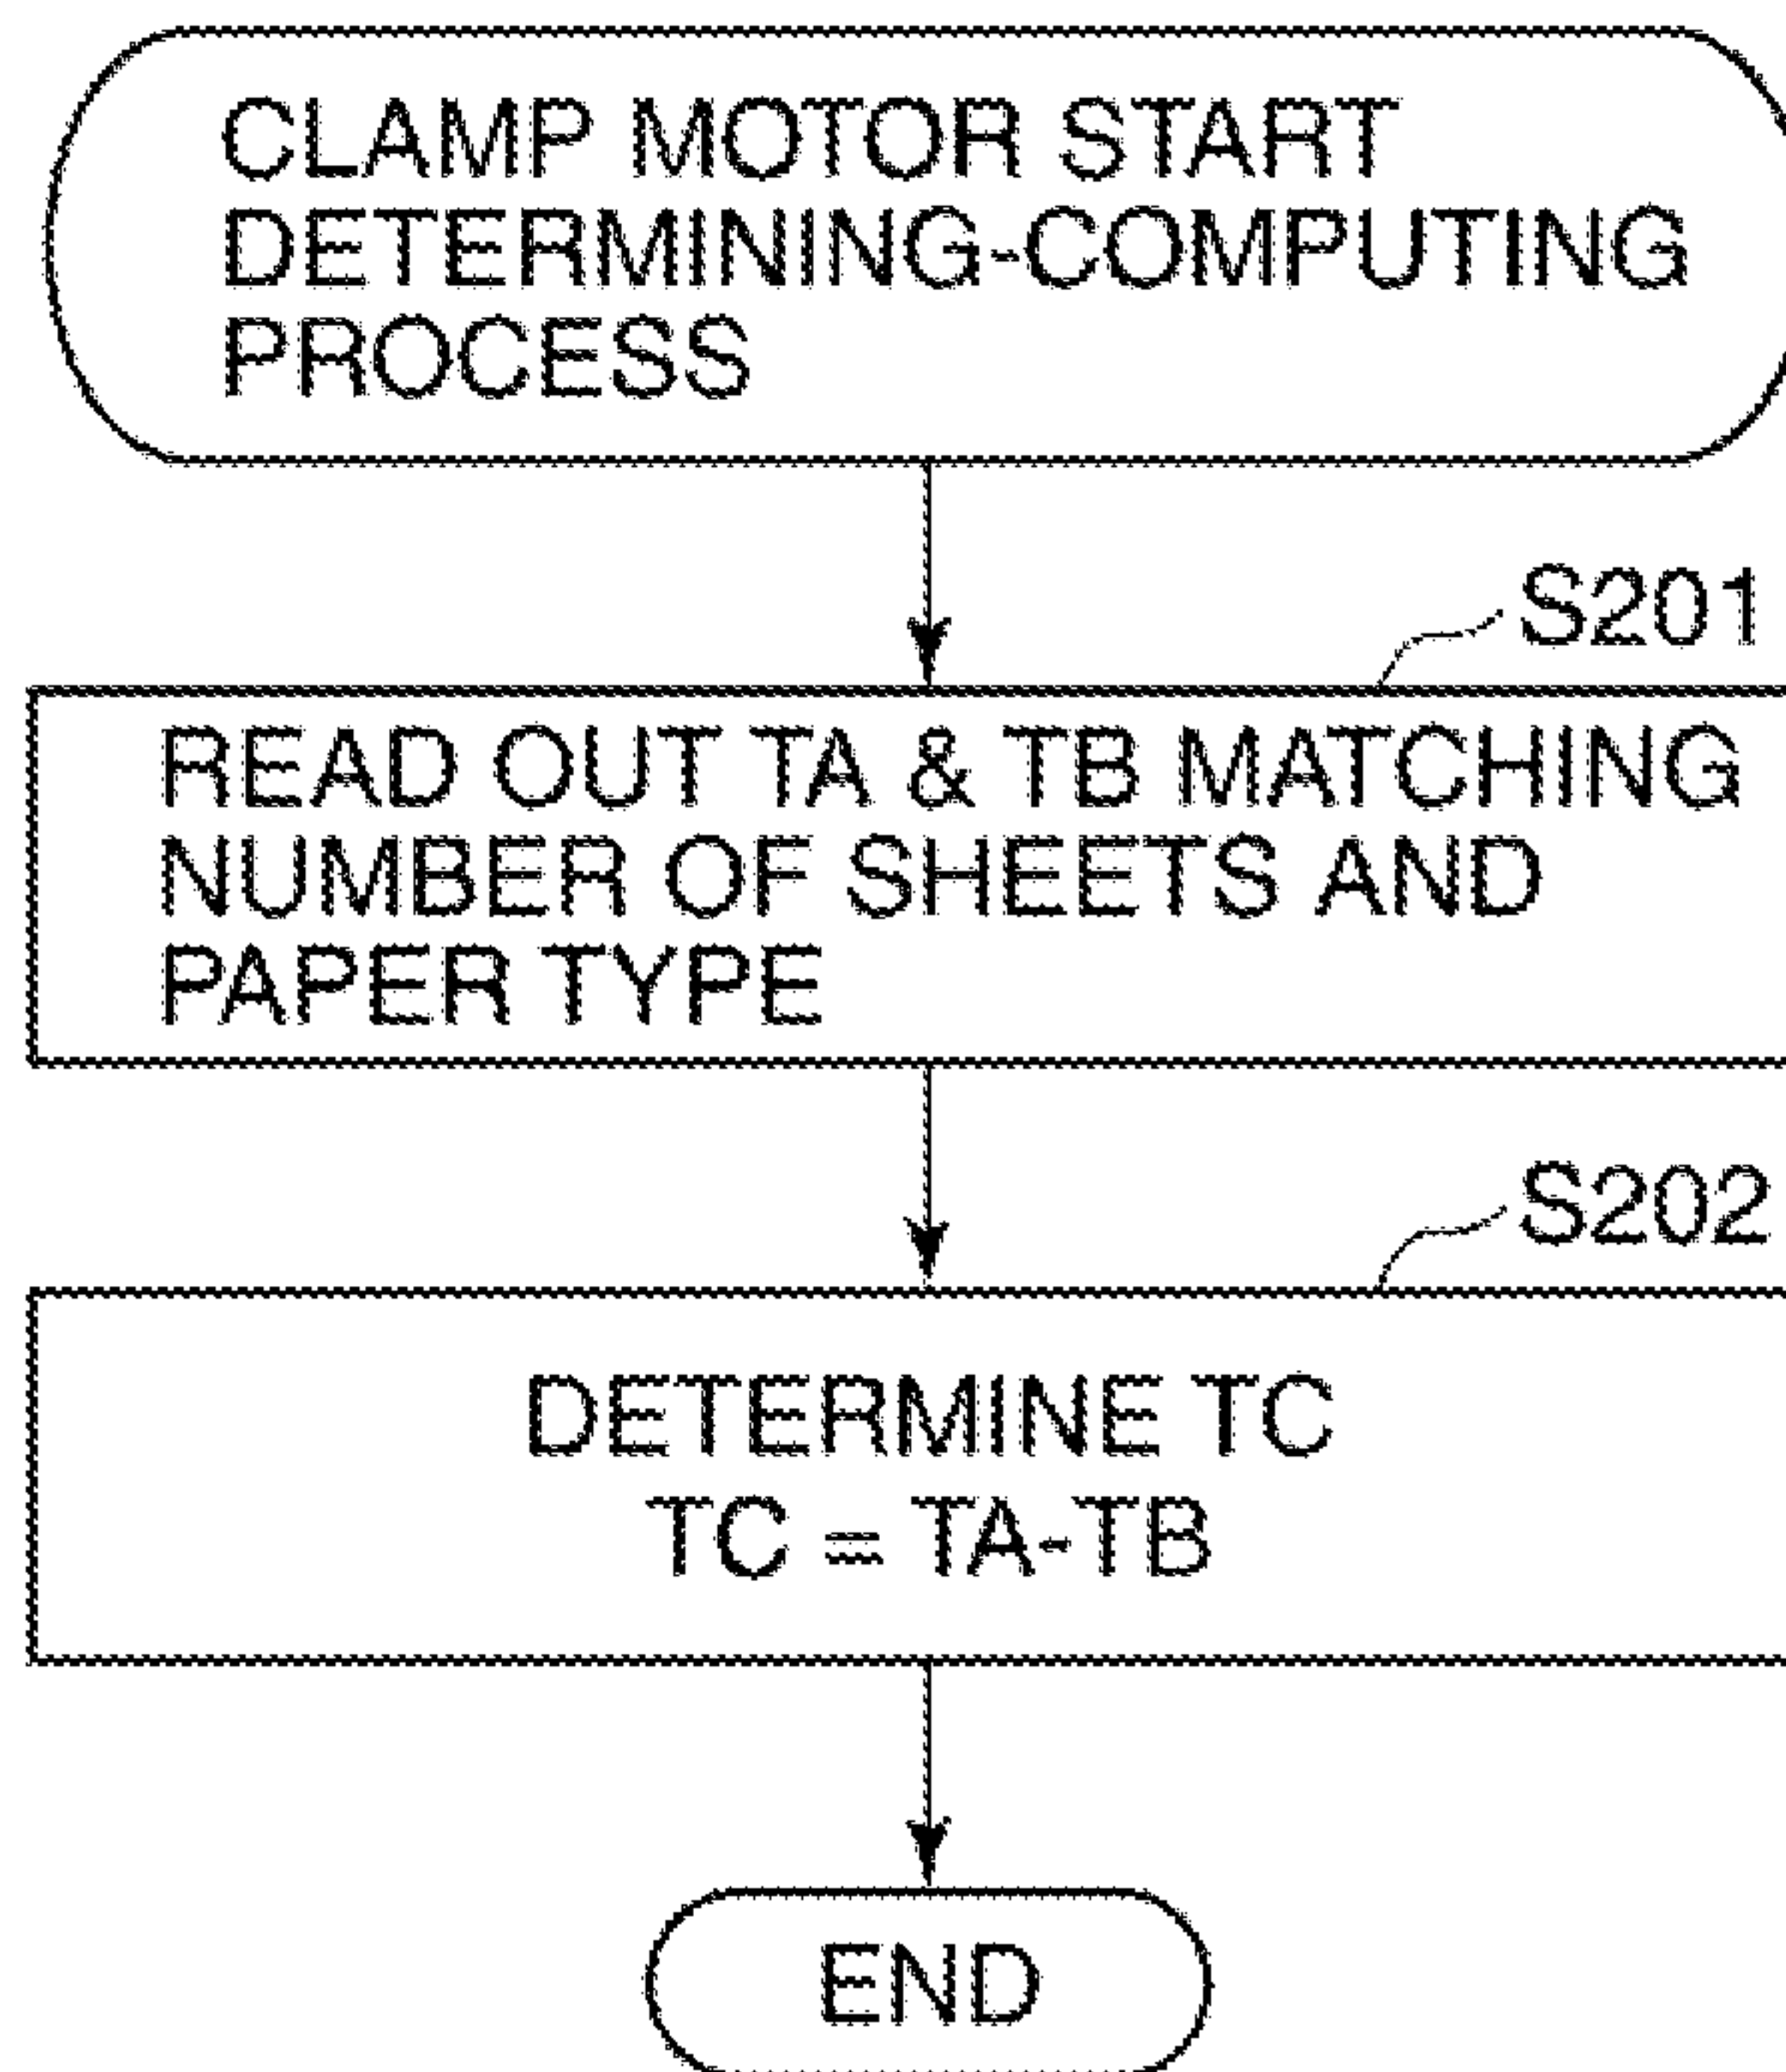 CLAMP MOTOR START
DETERMINING-COMPUTING
PROCESS
S201
READ OUT TA & TB MATCHING
NUMBER OF SHEETS AND
PAPER TYPE
S202
DETERMINE TC
TC = TA-TB
END